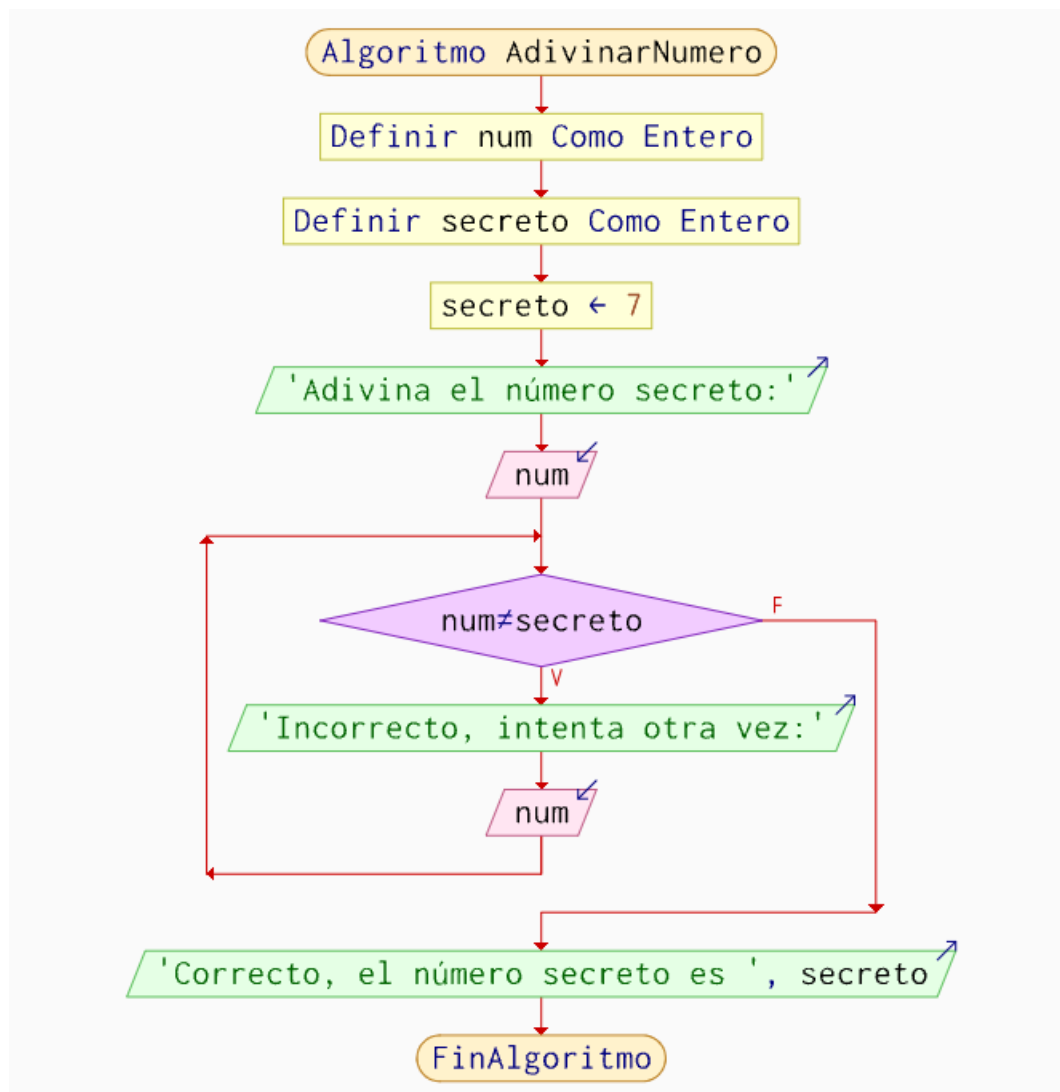 Algoritmo AdivinarNumero
Definir num Como Entero
Definir secreto Como Entero
secreto ← 7
'Adivina el número secreto:'
num
num≠secreto
F
V
'Incorrecto, intenta otra vez:'
num
'Correcto, el número secreto es ', secreto
FinAlgoritmo